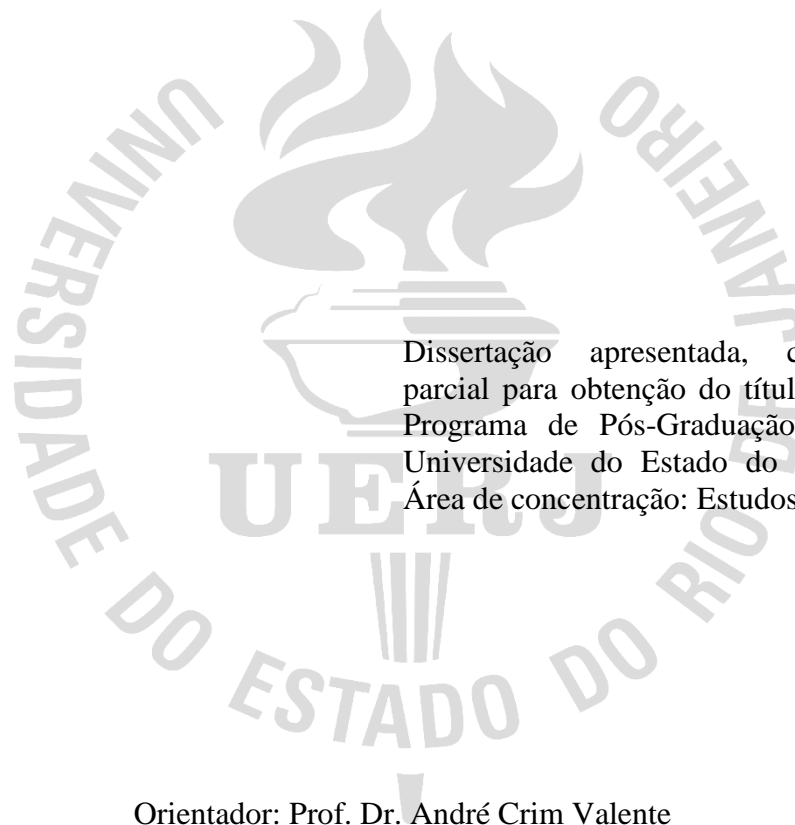 UNIVERSIDADE DO ESTADO DO RIO DE JANEIRO
UERJ
Dissertação apresentada,
parcial para obtenção do
Programa de Pós-Graduação
Universidade do Estado do
Área de concentração: Estudos
Orientador: Prof. Dr. André Crim Valente